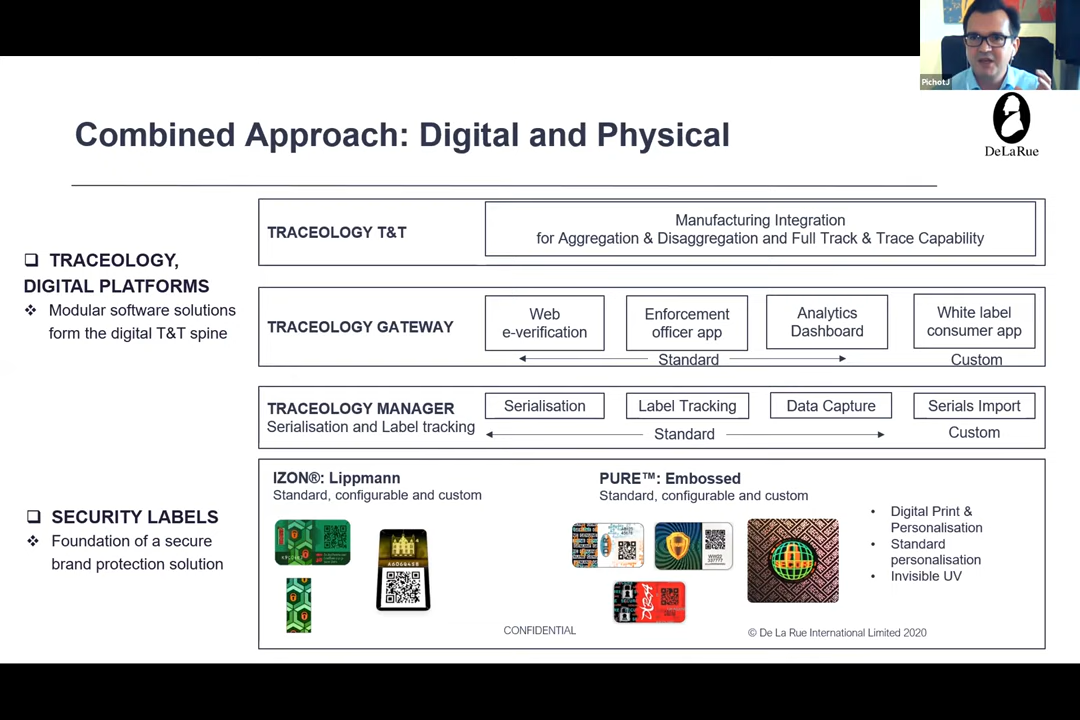 PichotJ
DeLaRue
Combined Approach: Digital and Physical
❑ TRACEOLOGY,
DIGITAL PLATFORMS
❖ Modular software solutions
form the digital T&T spine
TRACEOLOGY T&T
Manufacturing Integration
for Aggregation & Disaggregation and Full Track & Trace Capability
TRACEOLOGY GATEWAY
Web
e-verification
Enforcement
officer app
Analytics
Dashboard
White label
consumer app
Standard
Custom
TRACEOLOGY MANAGER
Serialisation and Label tracking
Serialisation
Label Tracking
Data Capture
Serials Import
Standard
Custom
❑ SECURITY LABELS
❖ Foundation of a secure
brand protection solution
IZON®: Lippmann
Standard, configurable and custom
PURE™: Embossed
Standard, configurable and custom
• Digital Print &
Personalisation
• Standard
personalisation
• Invisible UV
CONFIDENTIAL
© De La Rue International Limited 2020